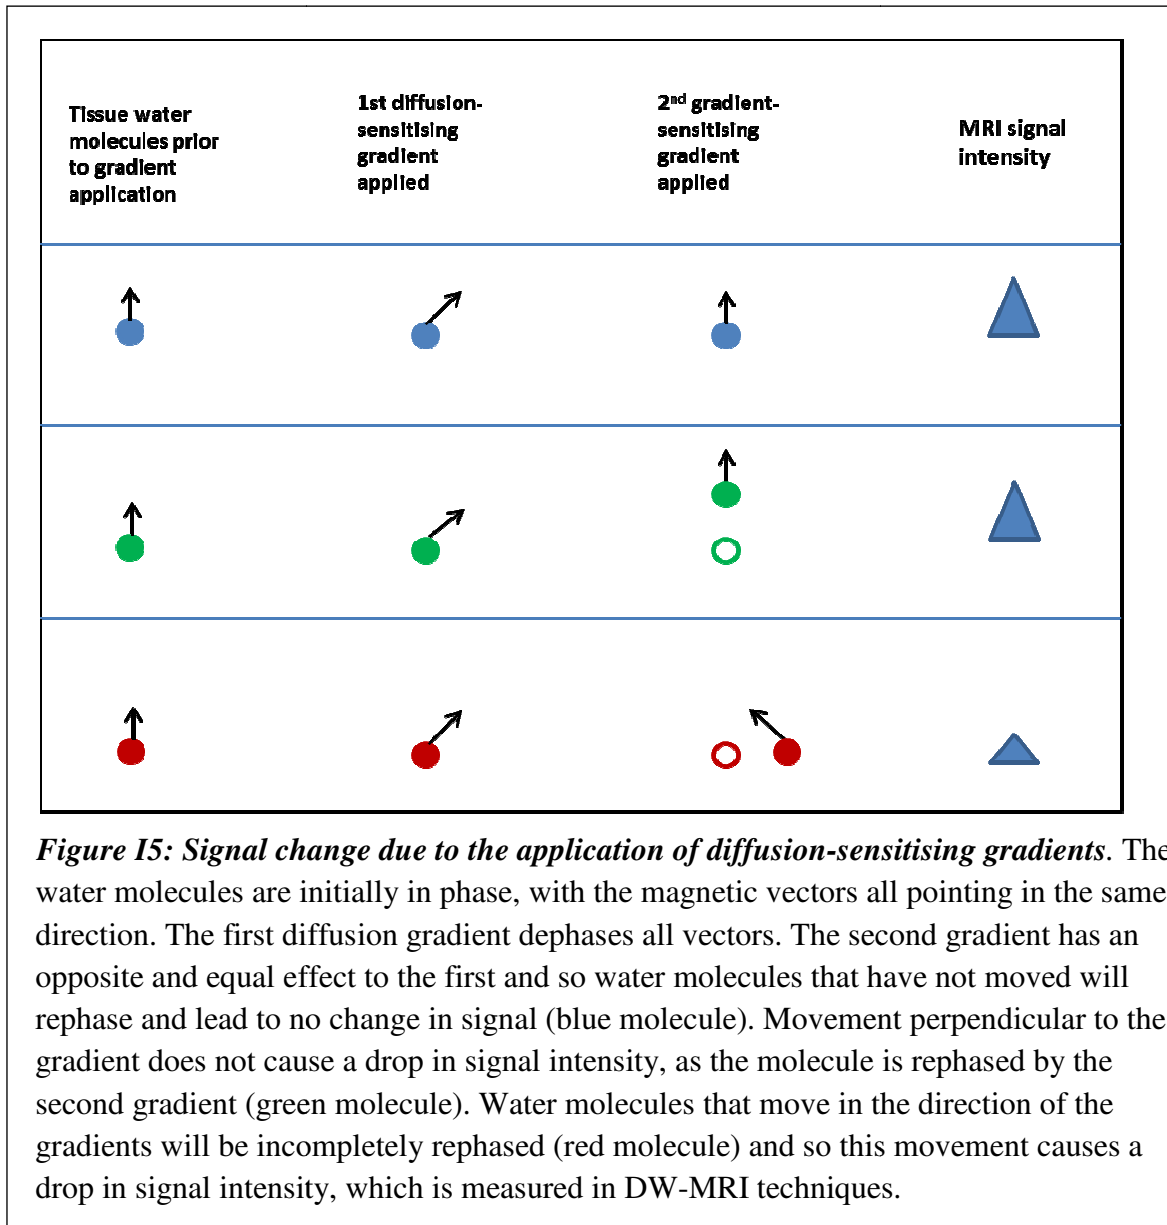 Tissue water
molecules prior
to gradient
application
1st diffusion-
sensitising
gradient
applied
2nd gradient-
sensitising
gradient
applied
MRI signal
intensity
Figure I5: Signal change due to the application of diffusion-sensitising gradients. The
water molecules are initially in phase, with the magnetic vectors all pointing in the same
direction. The first diffusion gradient dephases all vectors. The second gradient has an
opposite and equal effect to the first and so water molecules that have not moved will
rephase and lead to no change in signal (blue molecule). Movement perpendicular to the
gradient does not cause a drop in signal intensity, as the molecule is rephased by the
second gradient (green molecule). Water molecules that move in the direction of the
gradients will be incompletely rephased (red molecule) and so this movement causes a
drop in signal intensity, which is measured in DW-MRI techniques.